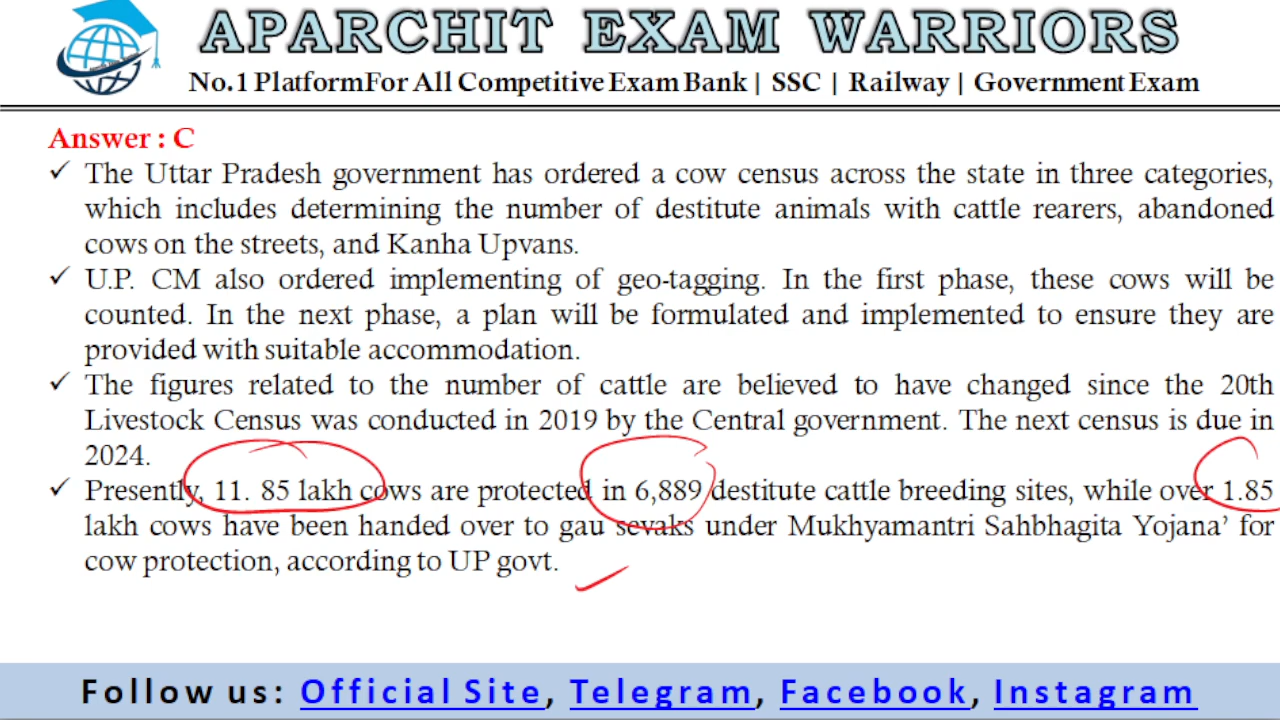 APARCHIT EXAM WARRIORS
No.1 PlatformFor All Competitive Exam Bank | SSC | Railway | Government Exam
Answer : C
✓ The Uttar Pradesh government has ordered a cow census across the state in three categories,
which includes determining the number of destitute animals with cattle rearers, abandoned
cows on the streets, and Kanha Upvans.
✓ U.P. CM also ordered implementing of geo-tagging. In the first phase, these cows will be
counted. In the next phase, a plan will be formulated and implemented to ensure they are
provided with suitable accommodation.
✓ The figures related to the number of cattle are believed to have changed since the 20th
Livestock Census was conducted in 2019 by the Central government. The next census is due in
2024.
✓ Presently, 11. 85 lakh cows are protected in 6,889 destitute cattle breeding sites, while over 1.85
lakh cows have been handed over to gau sevaks under Mukhyamantri Sahbhagita Yojana’ for
cow protection, according to UP govt.
Follow us: Official Site, Telegram, Facebook, Instagram